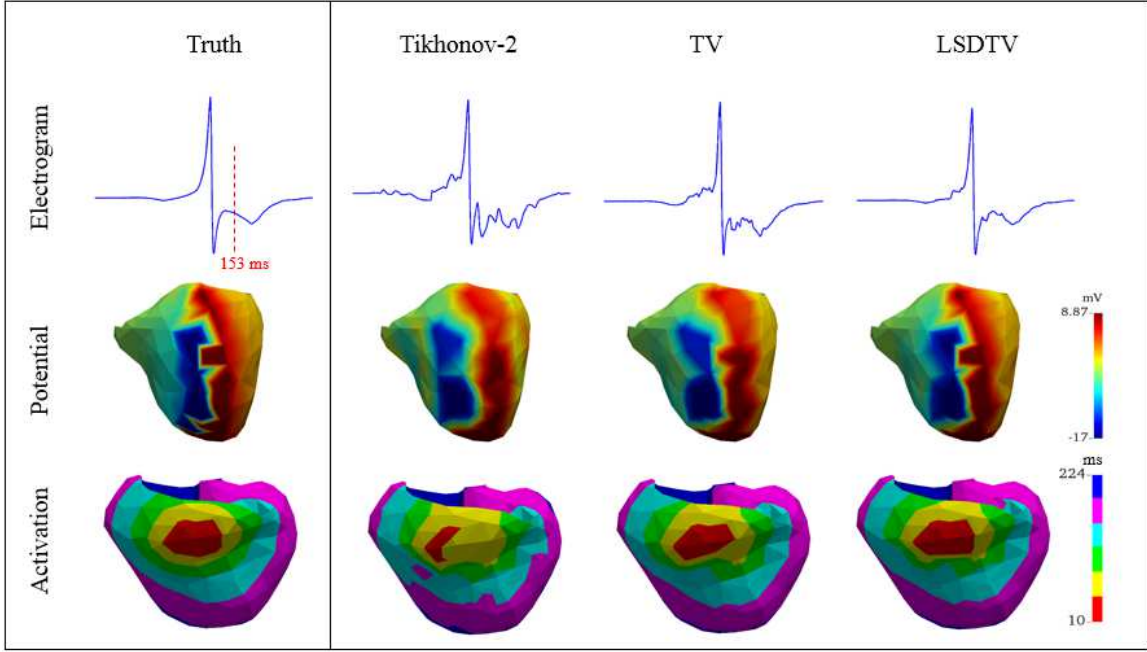 Truth
Tikhonov-2
TV
LSDTV
Electrogram
153 ms
Potential
mV
8.87
-17
Activation
ms
224
10